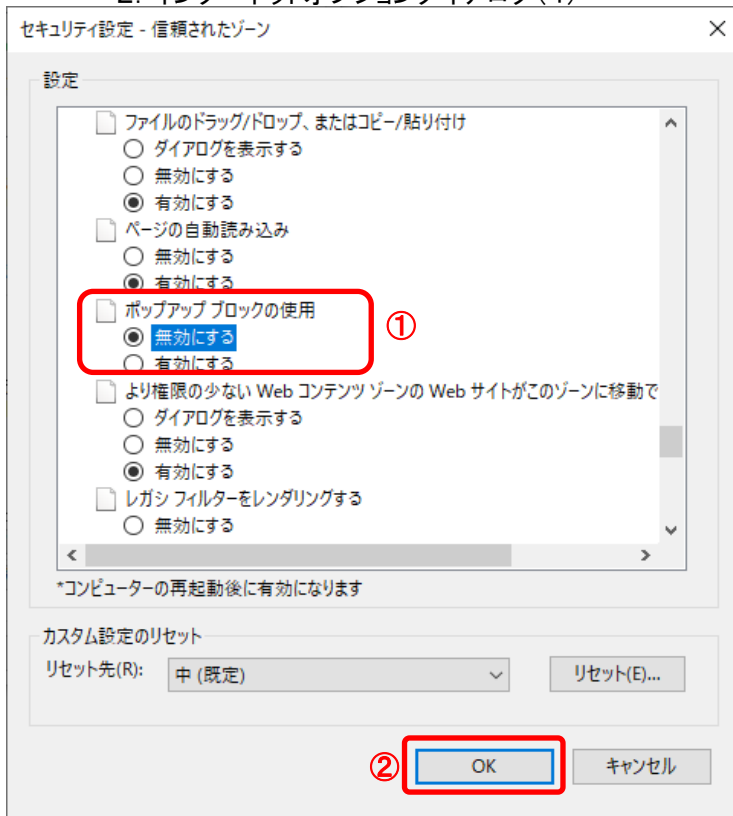 セキュリティ設定 - 信頼されたゾーン
設定
ファイルのドラッグ/ドロップ、またはコピー/貼り付け
ダイアログを表示する
無効にする
有効にする
ページの自動読み込み
無効にする
有効にする
ポップアップ ブロックの使用
①
無効にする
有効にする
より権限の少ない Web コンテンツ ゾーンの Web サイトがこのゾーンに移動で
ダイアログを表示する
無効にする
有効にする
レガシ フィルターをレンダリングする
無効にする
*コンピューターの再起動後に有効になります
カスタム設定のリセット
リセット先(R):
中 (既定)
リセット(E)...
②
OK
キャンセル